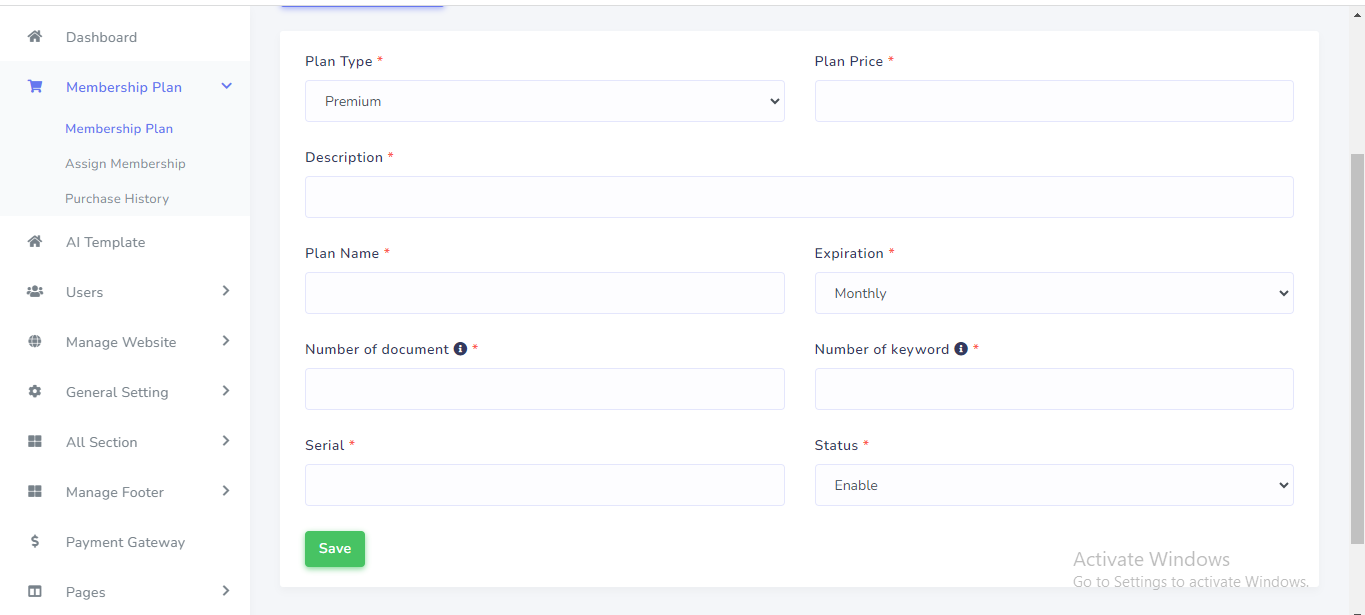 Dashboard
Membership Plan
Membership Plan
Assign Membership
Purchase History
AI Template
Users
Manage Website
General Setting
All Section
Manage Footer
Payment Gateway
Pages
Plan Type *
Plan Price *
Premium
Description *
Plan Name *
Expiration *
Monthly
Number of document *
Number of keyword *
Serial *
Status *
Enable
Save
Activate Windows
Go to Settings to activate Windows.